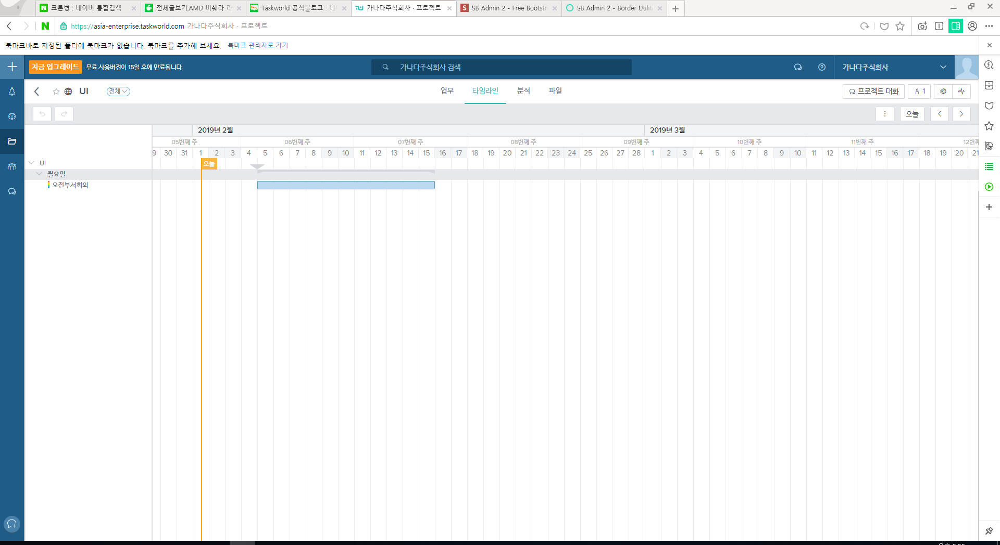 크론병 : 네이버 통합검색
전체글보기,AMD 비쉐라 라
Taskworld 공식블로그 : 네이
가나다주식회사 · 프로젝트
SB Admin 2 - Free Bootstr
SB Admin 2 - Border Utilit
https://asia-enterprise.taskworld.com 가나다주식회사 · 프로젝트
북마크바로 지정된 폴더에 북마크가 없습니다. 북마크를 추가해 보세요. 북마크 관리자로 가기
지금 업그레이드 무료 사용버전이 15일 후에 만료됩니다.
가나다주식회사 검색
가나다주식회사
UI 전체
업무 타임라인 분석 파일
프로젝트 대화 1
오늘
2019년 2월 2019년 3월
05번째 주 06번째 주 07번째 주 08번째 주 09번째 주 10번째 주 11번째 주 12번째
9 30 31 1 2 3 4 5 6 7 8 9 10 11 12 13 14 15 16 17 18 19 20 21 22 23 24 25 26 27 28 1 2 3 4 5 6 7 8 9 10 11 12 13 14 15 16 17 18 19 20 21
UI
오늘
월요일
오전부서회의